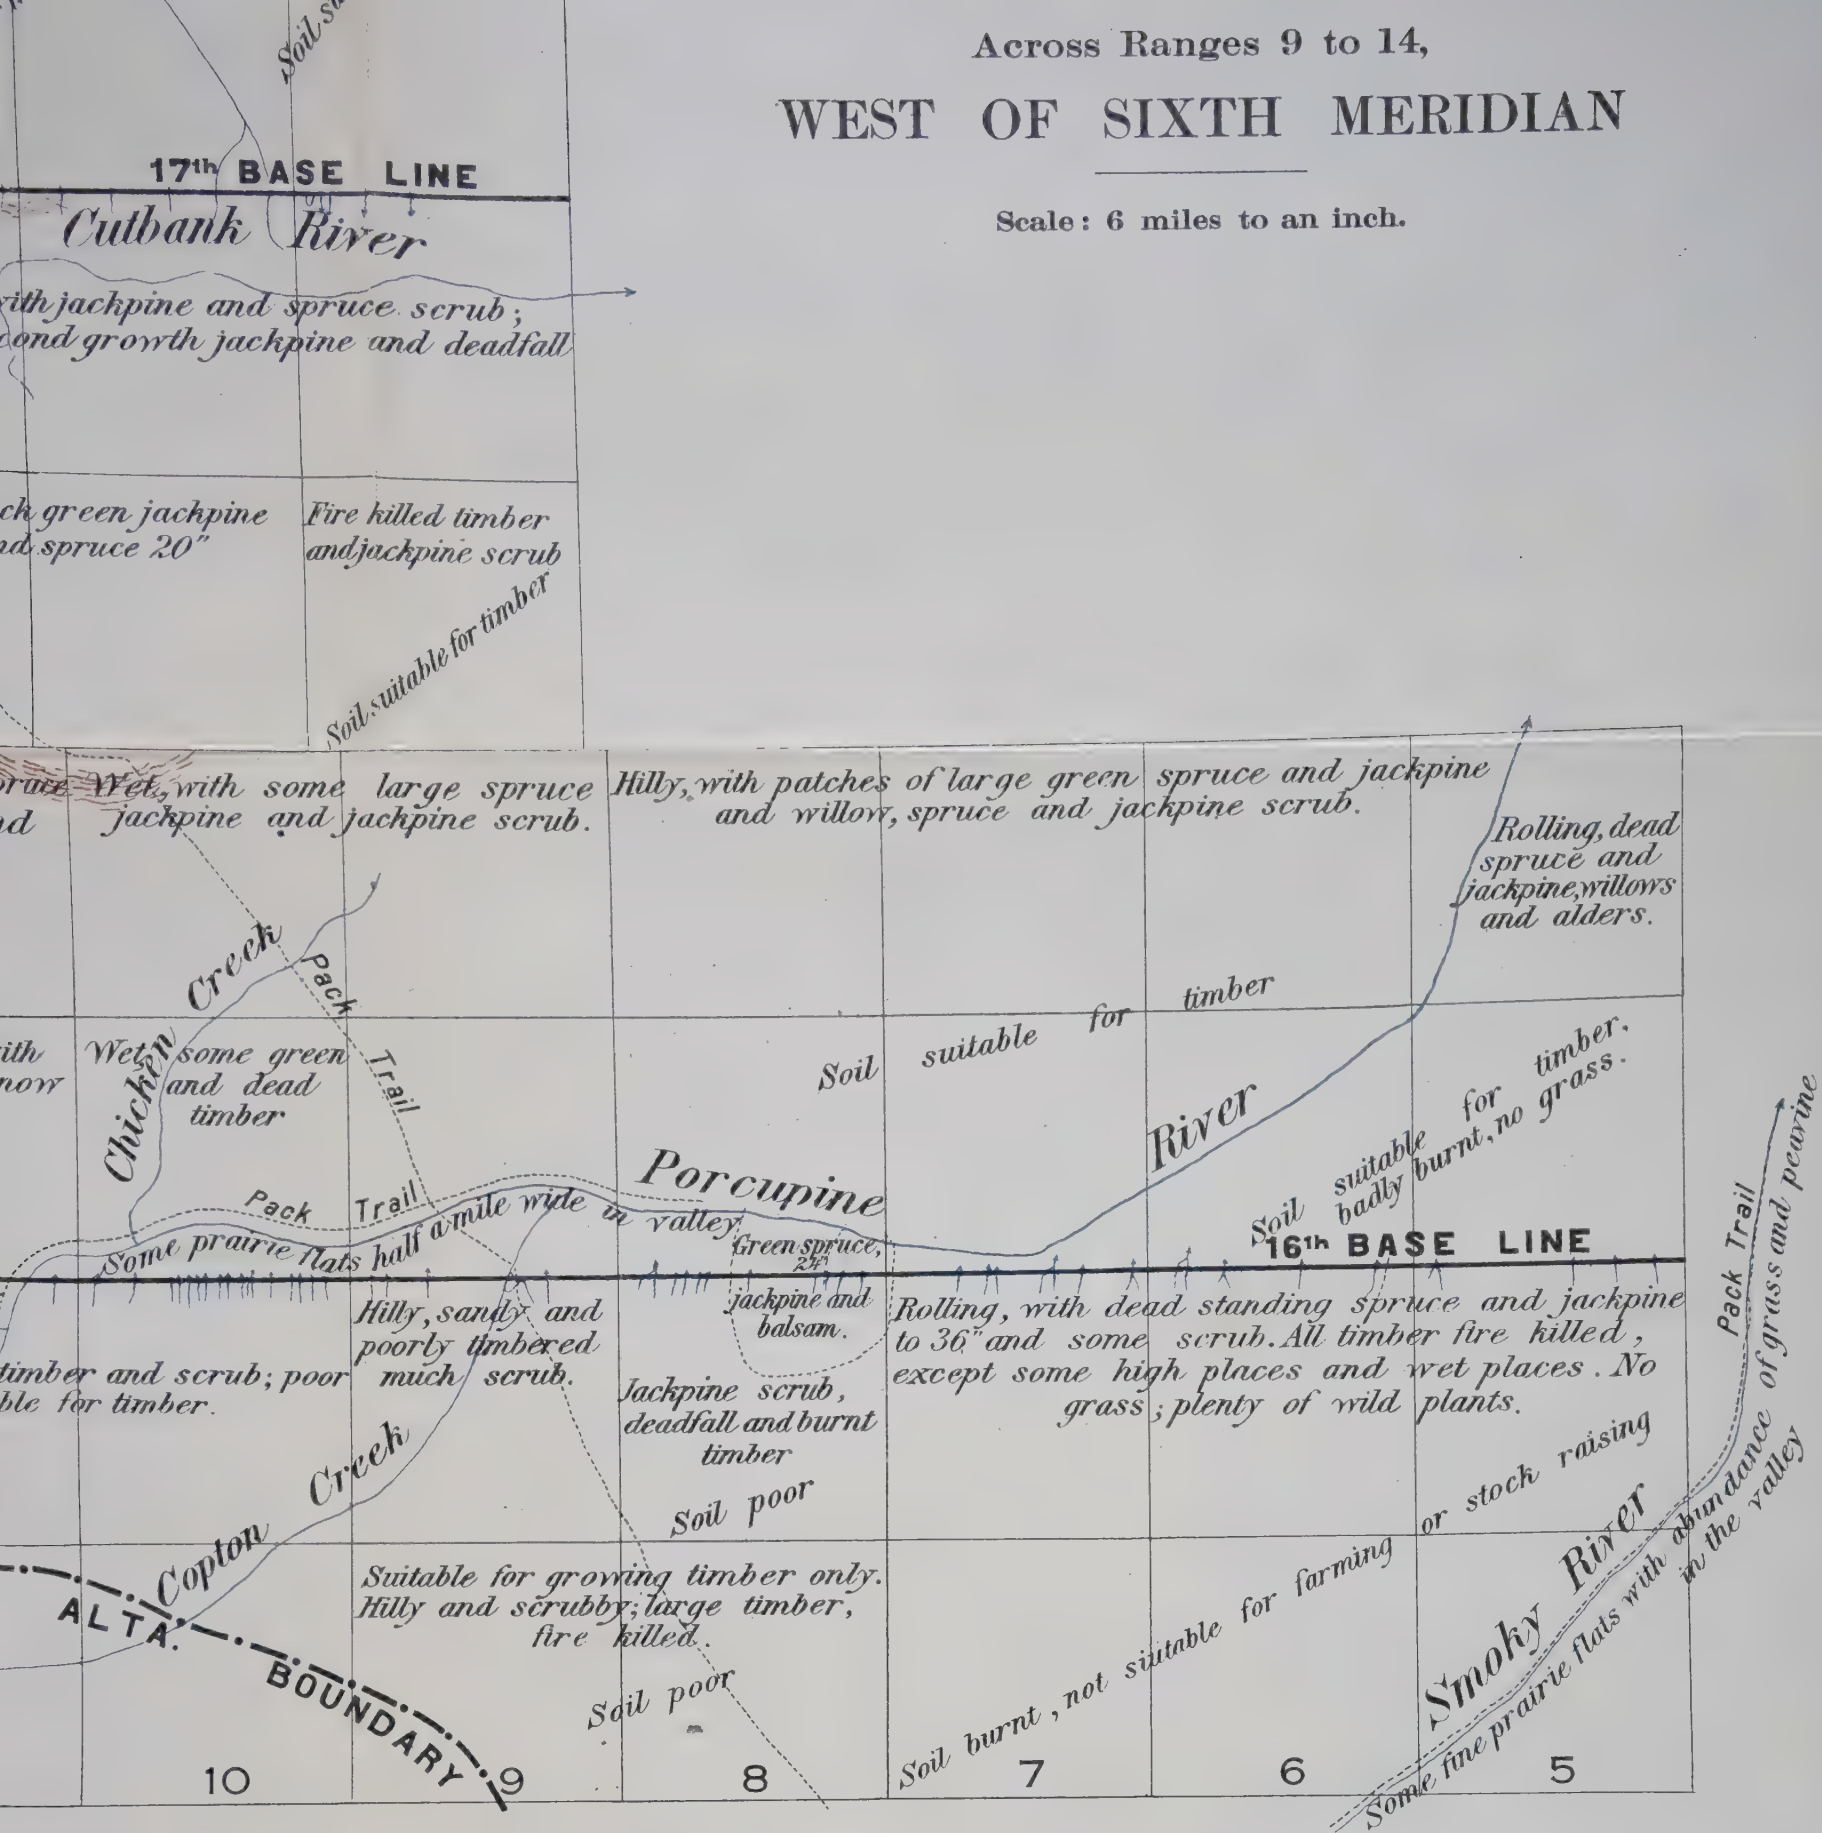 Across Ranges 9 to 14,
WEST OF SIXTH MERIDIAN
Scale: 6 miles to an inch.
Soil
17th BASE LINE
Cutbank River
jackpine and spruce scrub;
growth jackpine and deadfall
green jackpine
spruce 20"
Fire killed timber
and jackpine scrub
Soil suitable for timber
Wet, with some large spruce
jackpine and jackpine scrub.
Hilly, with patches of large green spruce and jackpine
and willow, spruce and jackpine scrub.
Rolling, dead
spruce and
jackpine, willows
and alders.
Chicken Creek
Pack Trail
Wet, some green
and dead
timber
Soil suitable for timber
Porcupine River
Soil suitable for timber.
badly burnt, no grass.
Pack Trail
Some prairie flats half a mile wide in valley
Green spruce,
24"
jackpine and
balsam.
16th BASE LINE
Hilly, sandy and
poorly timbered
much scrub.
timber and scrub; poor
for timber.
Rolling, with dead standing spruce and jackpine
to 36" and some scrub. All timber fire killed,
except some high places and wet places. No
grass; plenty of wild plants.
Jackpine scrub,
deadfall and burnt
timber
Soil poor
Copton Creek
Suitable for growing timber only.
Hilly and scrubby; large timber,
fire killed.
Soil poor
Soil burnt, not siutable for farming or stock raising
Smoky River
Pack Trail
Some fine prairie flats with abundance of grass and peavine
in the valley
ALTA.
BOUNDARY
10 9 8 7 6 5